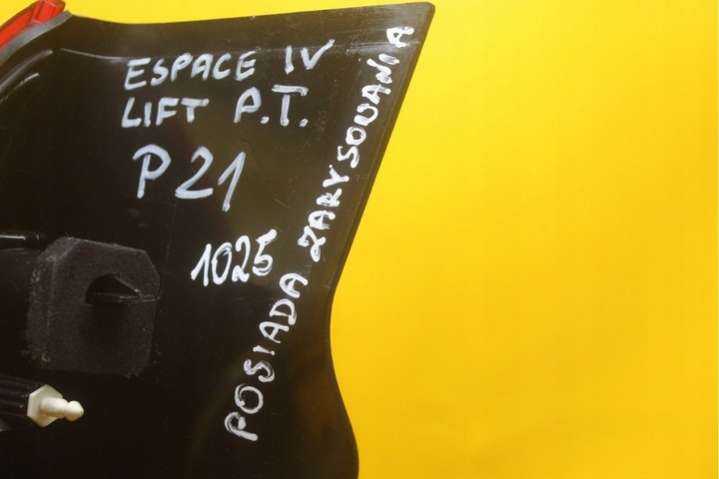 ESPACE IV
LIFT P.T.
P21
1025
POSIADA ZARYSOWANIA